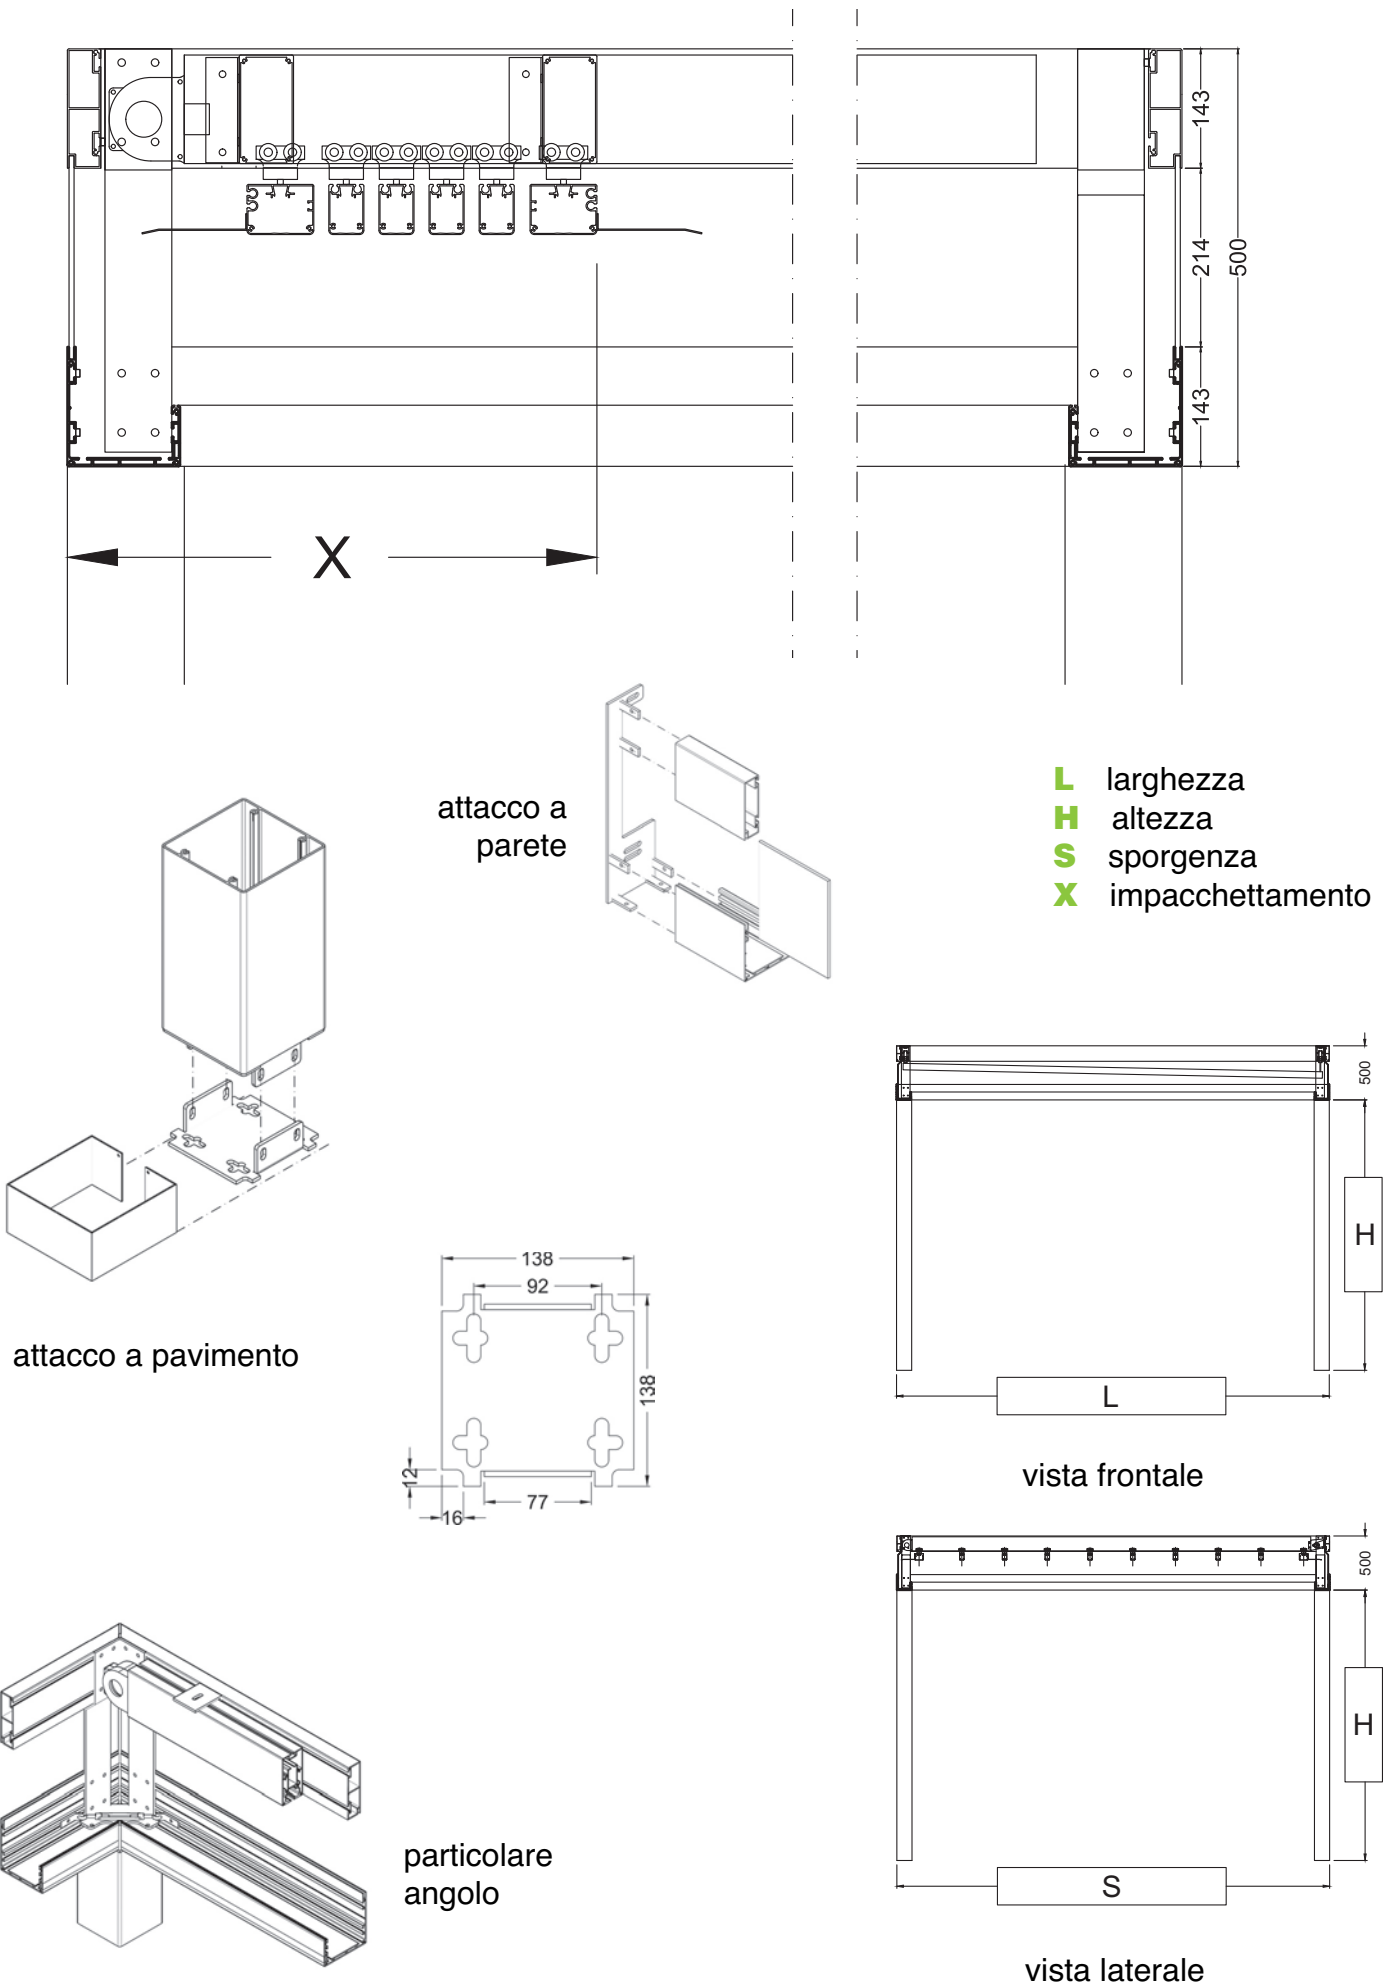 143
214
500
143
X
attacco a
parete
L larghezza
H altezza
S sporgenza
X impacchettamento
500
H
L
vista frontale
attacco a pavimento
138
92
138
12
77
16
500
H
S
vista laterale
particolare
angolo